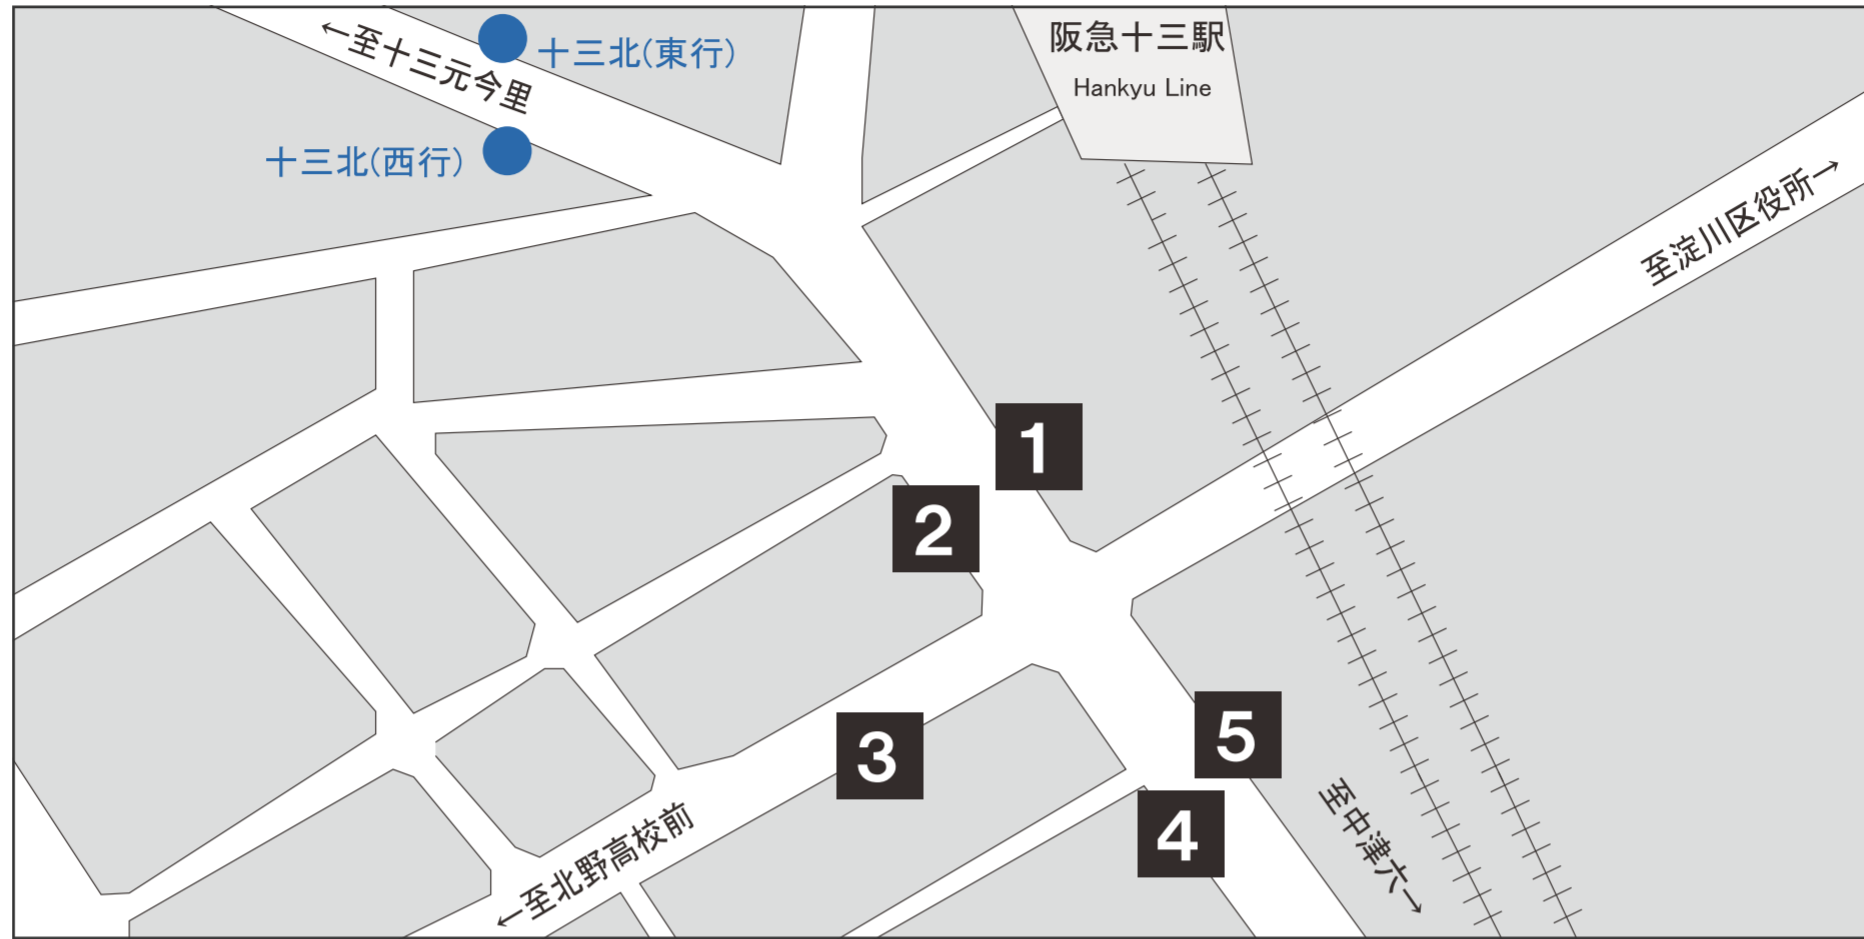 阪急十三駅
Hankyu Line
十三北(東行)
←至十三元今里
十三北(西行)
至淀川区役所→
1
2
3
5
4
至中津六→
←至北野高校前